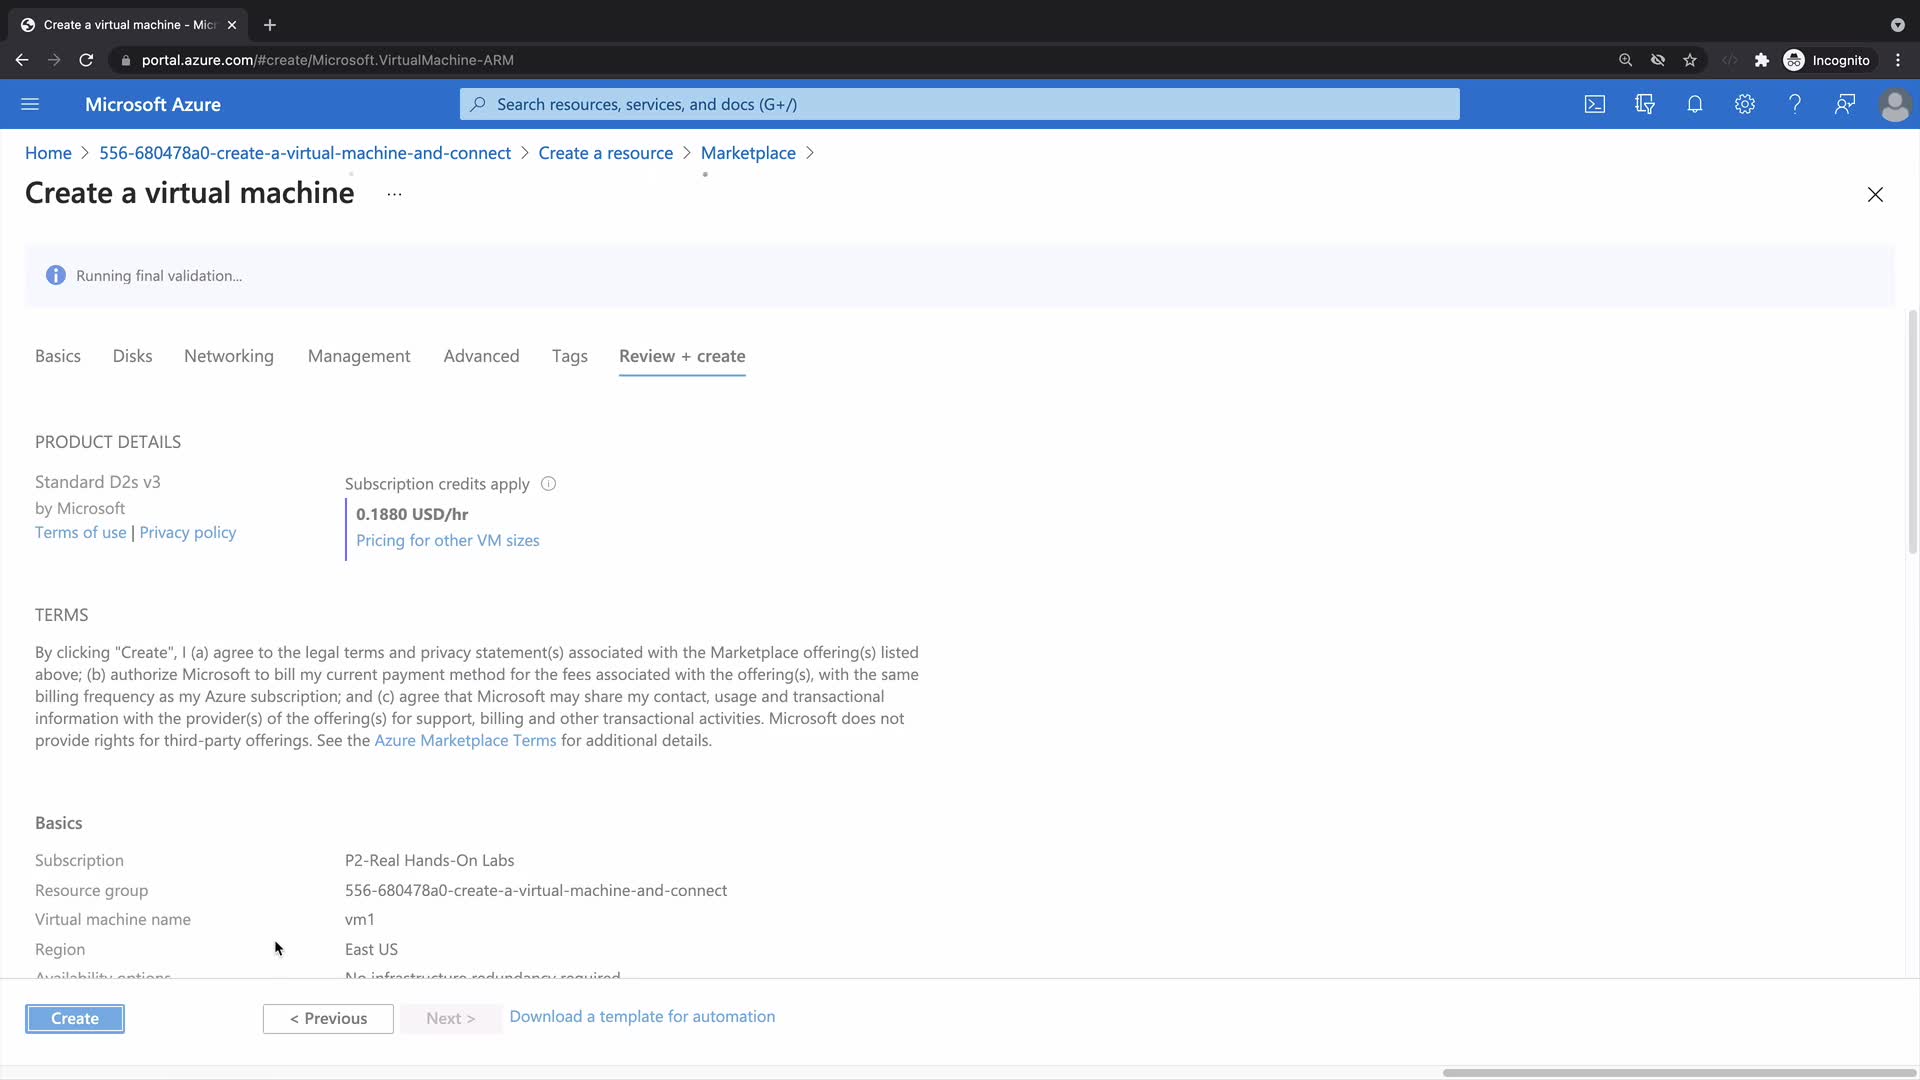 Create a virtual machine - Micr
portal.azure.com/#create/Microsoft.VirtualMachine-ARM
Incognito
Microsoft Azure
Search resources, services, and docs (G+/)
Home > 556-680478a0-create-a-virtual-machine-and-connect > Create a resource > Marketplace >
Create a virtual machine ...
Running final validation...
Basics Disks Networking Management Advanced Tags Review + create
PRODUCT DETAILS
Standard D2s v3
by Microsoft
Terms of use | Privacy policy
Subscription credits apply
0.1880 USD/hr
Pricing for other VM sizes
TERMS
By clicking "Create", I (a) agree to the legal terms and privacy statement(s) associated with the Marketplace offering(s) listed
above; (b) authorize Microsoft to bill my current payment method for the fees associated with the offering(s), with the same
billing frequency as my Azure subscription; and (c) agree that Microsoft may share my contact, usage and transactional
information with the provider(s) of the offering(s) for support, billing and other transactional activities. Microsoft does not
provide rights for third-party offerings. See the Azure Marketplace Terms for additional details.
Basics
Subscription P2-Real Hands-On Labs
Resource group 556-680478a0-create-a-virtual-machine-and-connect
Virtual machine name vm1
Region East US
Availability options No infrastructure redundancy required
Create < Previous Next > Download a template for automation